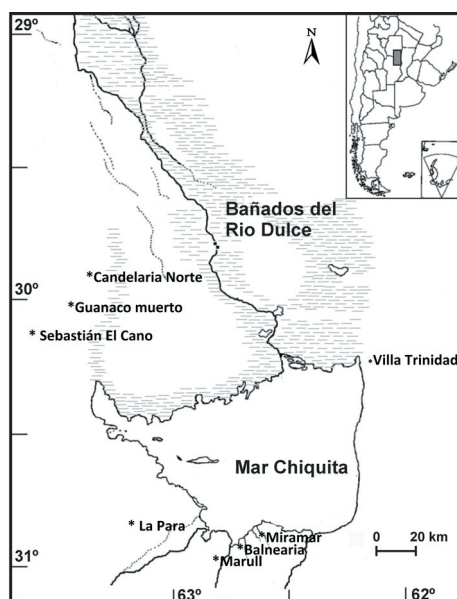 29°
N
Bañados del
Rio Dulce
*Candelaria Norte
30°
*Guanaco muerto
* Sebastián El Cano
*Villa Trinidad
Mar Chiquita
* La Para
*Miramar
*Balnearia
*Marull
0 20 km
31°
63°
62°